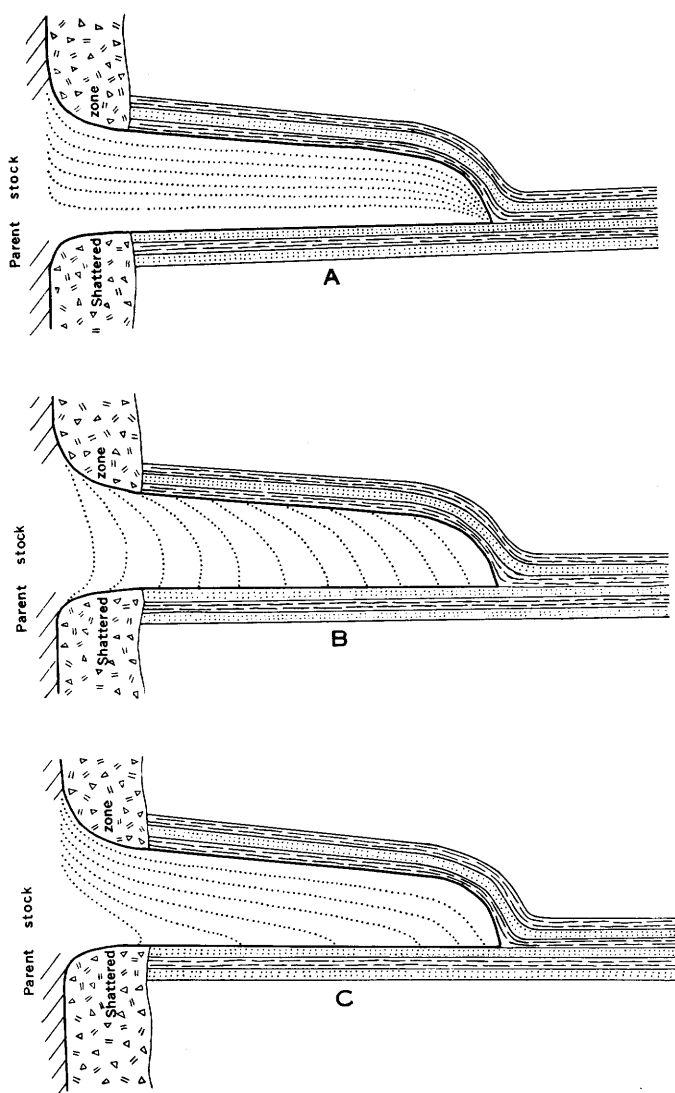 Parent stock
Shattered
zone
A
Parent stock
Shattered
zone
B
Parent stock
Shattered
zone
C